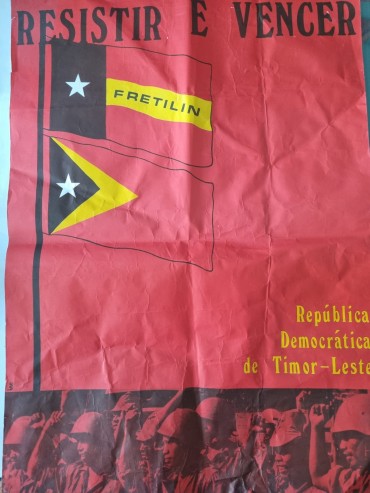 RESISTIR E VENCER
FRETILIN
República
Democrática
de Timor-Leste